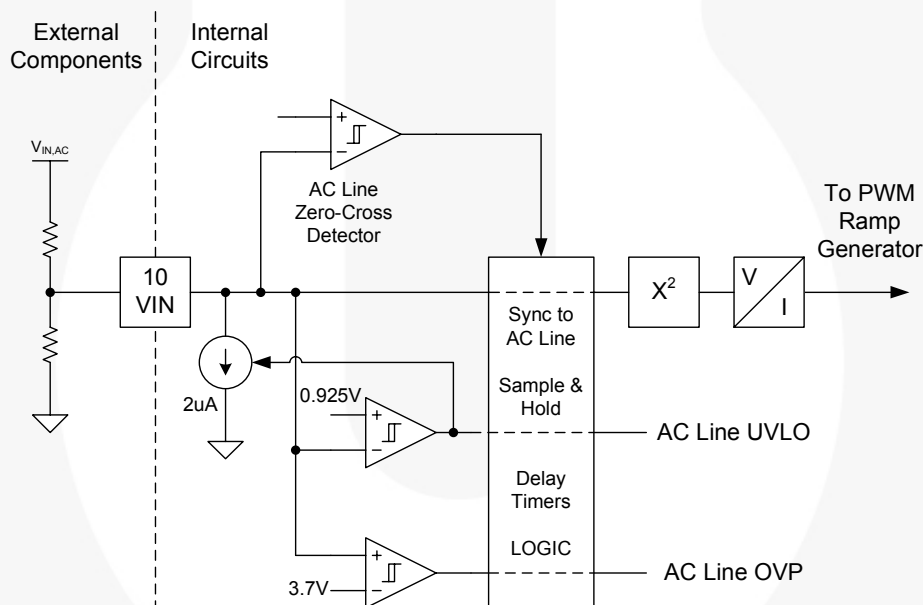 External
Components
Internal
Circuits
V_IN,AC
+
−
AC Line
Zero-Cross
Detector
To PWM
Ramp
Generator
10
VIN
X²
V
I
Sync to
AC Line
2uA
0.925V
+
−
Sample &
Hold
AC Line UVLO
Delay
Timers
3.7V
+
−
LOGIC
AC Line OVP